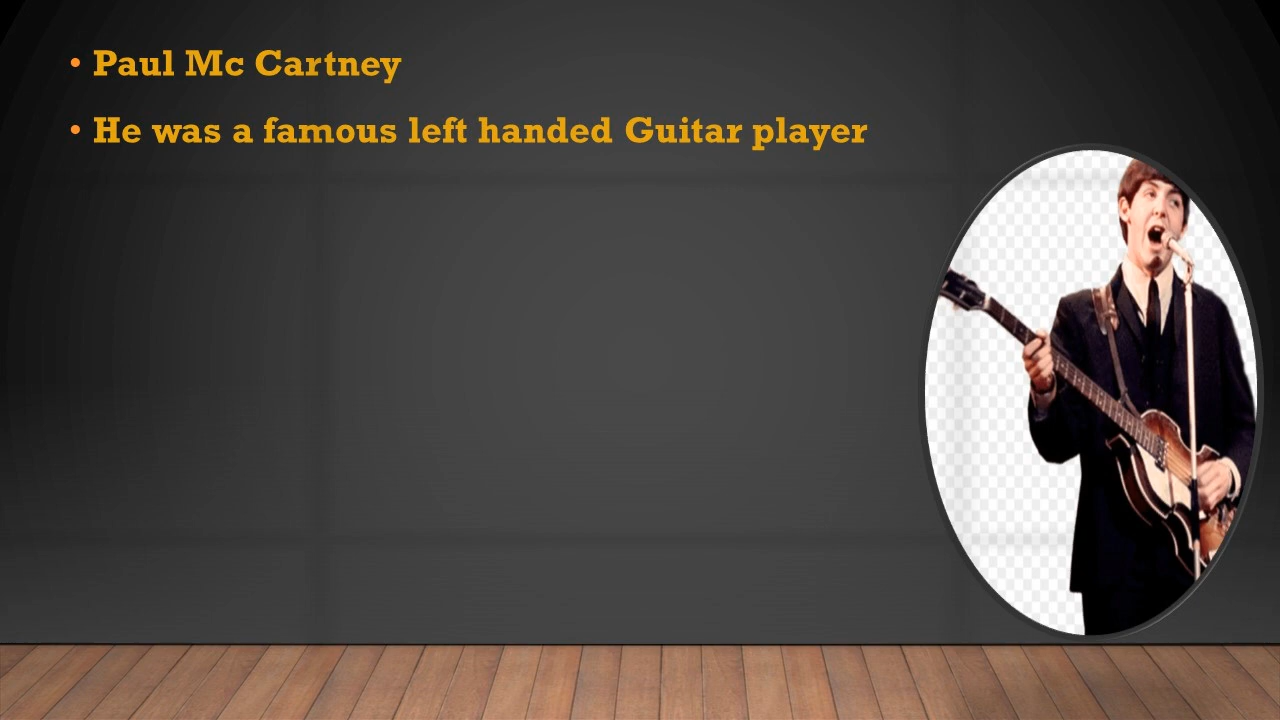 • Paul Mc Cartney
• He was a famous left handed Guitar player